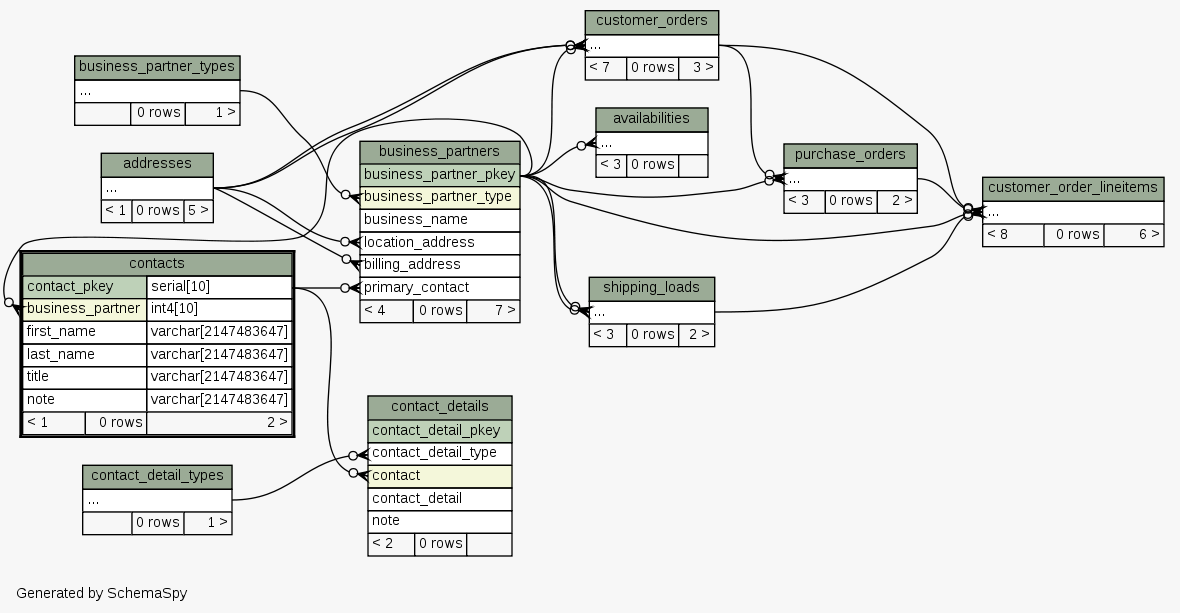 customer_orders
...
< 7 0 rows 3 >
business_partner_types
...
0 rows 1 >
availabilities
...
< 3 0 rows
addresses
...
< 1 0 rows 5 >
business_partners
business_partner_pkey
business_partner_type
business_name
location_address
billing_address
primary_contact
< 4 0 rows 7 >
purchase_orders
...
< 3 0 rows 2 >
customer_order_lineitems
...
< 8 0 rows 6 >
contacts
contact_pkey serial[10]
business_partner int4[10]
first_name varchar[2147483647]
last_name varchar[2147483647]
title varchar[2147483647]
note varchar[2147483647]
< 1 0 rows 2 >
shipping_loads
...
< 3 0 rows 2 >
contact_details
contact_detail_pkey
contact_detail_type
contact
contact_detail
note
< 2 0 rows
contact_detail_types
...
0 rows 1 >
Generated by SchemaSpy